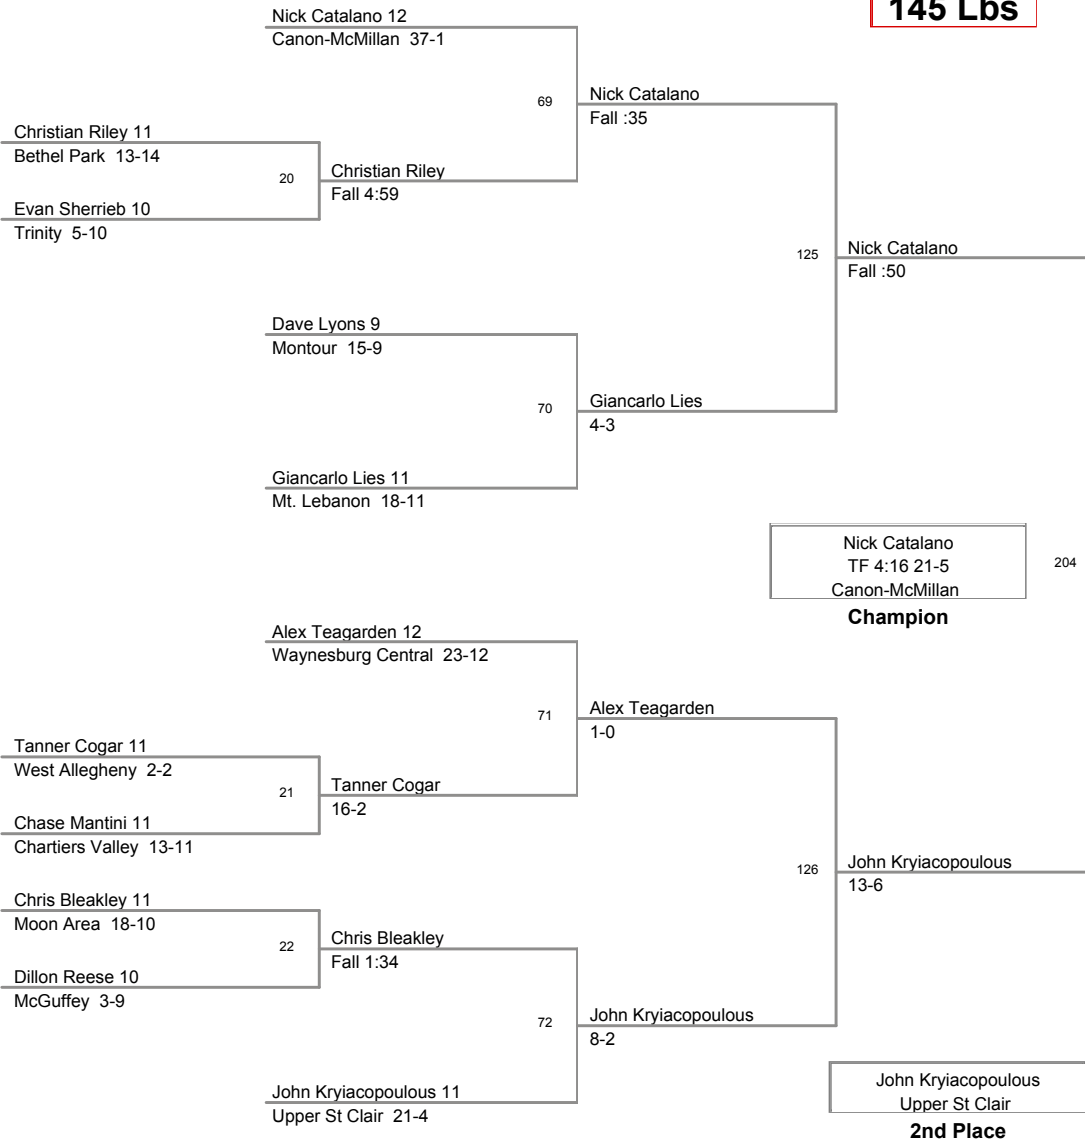 145 Lbs
Nick Catalano 12
Canon-McMillan 37-1
69
Nick Catalano
Fall :35
Christian Riley 11
Bethel Park 13-14
20
Christian Riley
Fall 4:59
Evan Sherrieb 10
Trinity 5-10
125
Nick Catalano
Fall :50
Dave Lyons 9
Montour 15-9
70
Giancarlo Lies
4-3
Giancarlo Lies 11
Mt. Lebanon 18-11
Nick Catalano
TF 4:16 21-5
Canon-McMillan
204
Champion
Alex Teagarden 12
Waynesburg Central 23-12
71
Alex Teagarden
1-0
Tanner Cogar 11
West Allegheny 2-2
21
Tanner Cogar
16-2
Chase Mantini 11
Chartiers Valley 13-11
126
John Kryiacopoulous
13-6
Chris Bleakley 11
Moon Area 18-10
22
Chris Bleakley
Fall 1:34
Dillon Reese 10
McGuffey 3-9
72
John Kryiacopoulous
8-2
John Kryiacopoulous 11
Upper St Clair 21-4
John Kryiacopoulous
Upper St Clair
2nd Place